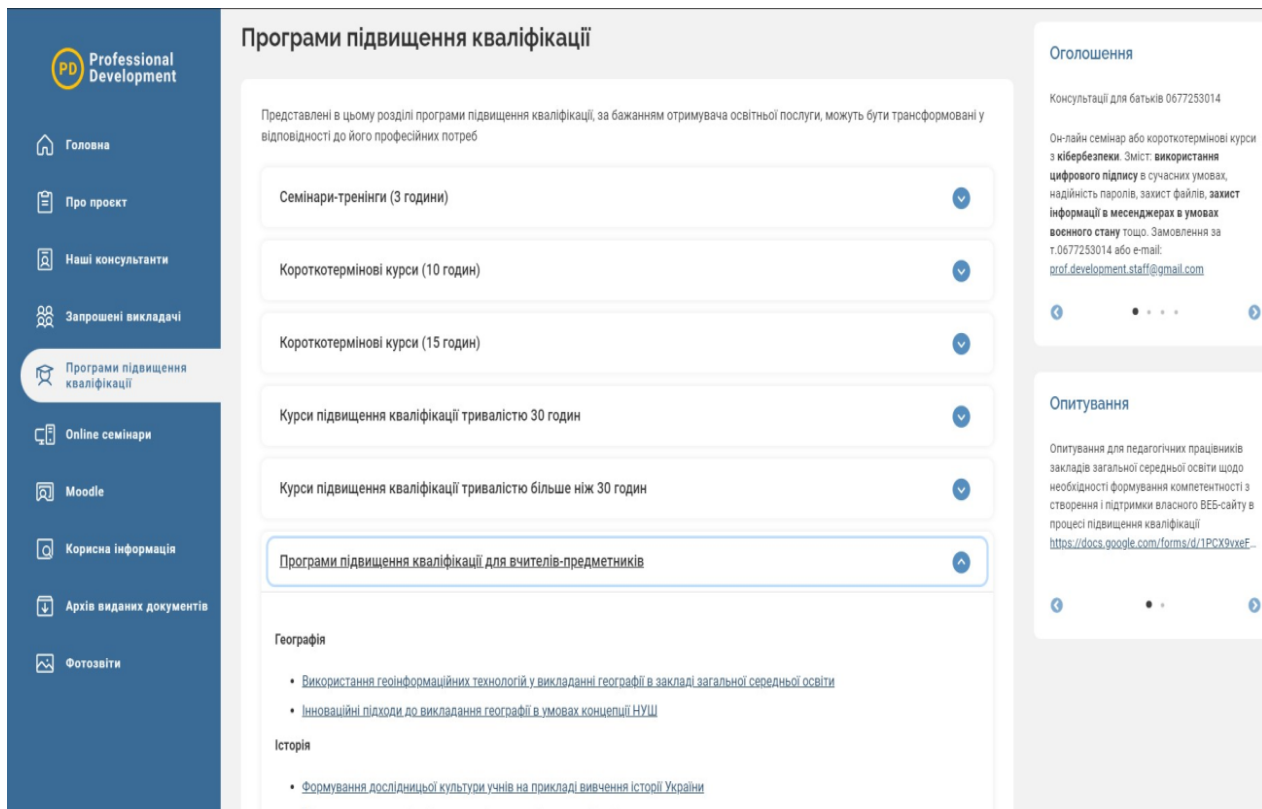 PD
Professional
Development
Головна
Про проєкт
Наші консультанти
Запрошені викладачі
Програми підвищення
кваліфікації
Online семінари
Moodle
Корисна інформація
Архів виданих документів
Фотозвіти
Програми підвищення кваліфікації
Представлені в цьому розділі програми підвищення кваліфікації, за бажанням отримувача освітньої послуги, можуть бути трансформовані у
відповідності до його професійних потреб
Семінари-тренінги (3 години)
Короткотермінові курси (10 годин)
Короткотермінові курси (15 годин)
Курси підвищення кваліфікації тривалістю 30 годин
Курси підвищення кваліфікації тривалістю більше ніж 30 годин
Програми підвищення кваліфікації для вчителів-предметників
Географія
Використання геоінформаційних технологій у викладанні географії в закладі загальної середньої освіти
Інноваційні підходи до викладання географії в умовах концепції НУШ
Історія
Формування дослідницької культури учнів на прикладі вивчення історії України
Оголошення
Консультації для батьків 0677253014
Он-лайн семінар або короткотермінові курси
з кібербезпеки. Зміст: використання
цифрового підпису в сучасних умовах,
надійність паролів, захист файлів, захист
інформації в месенджерах в умовах
воєнного стану тощо. Замовлення за
т.0677253014 або e-mail:
prof.development.staff@gmail.com
Опитування
Опитування для педагогічних працівників
закладів загальної середньої освіти щодо
необхідності формування компетентності з
створення і підтримки власного ВЕБ-сайту в
процесі підвищення кваліфікації
https://docs.google.com/forms/d/1PCX9vxeF...